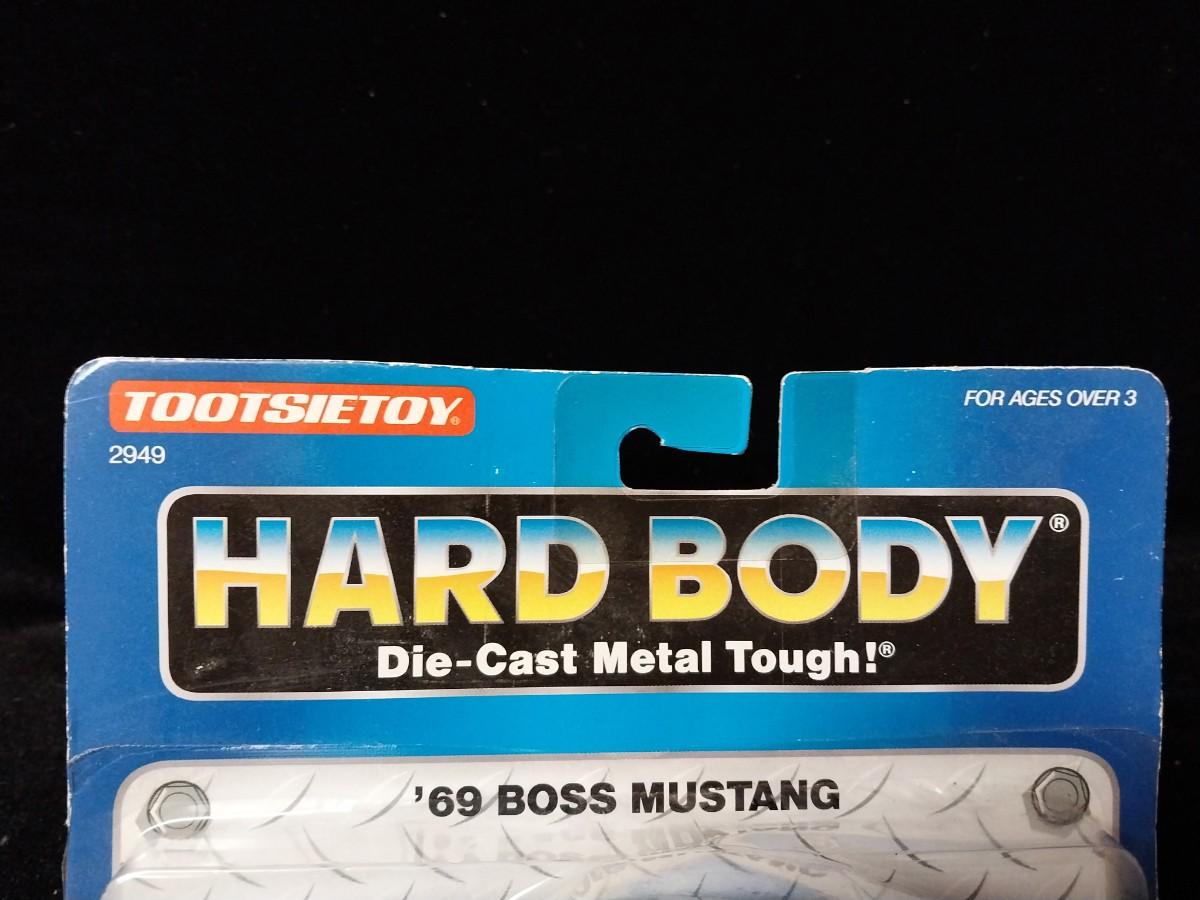 TOOTSIETOY®
FOR AGES OVER 3
2949
HARD BODY®
Die-Cast Metal Tough!®
'69 BOSS MUSTANG